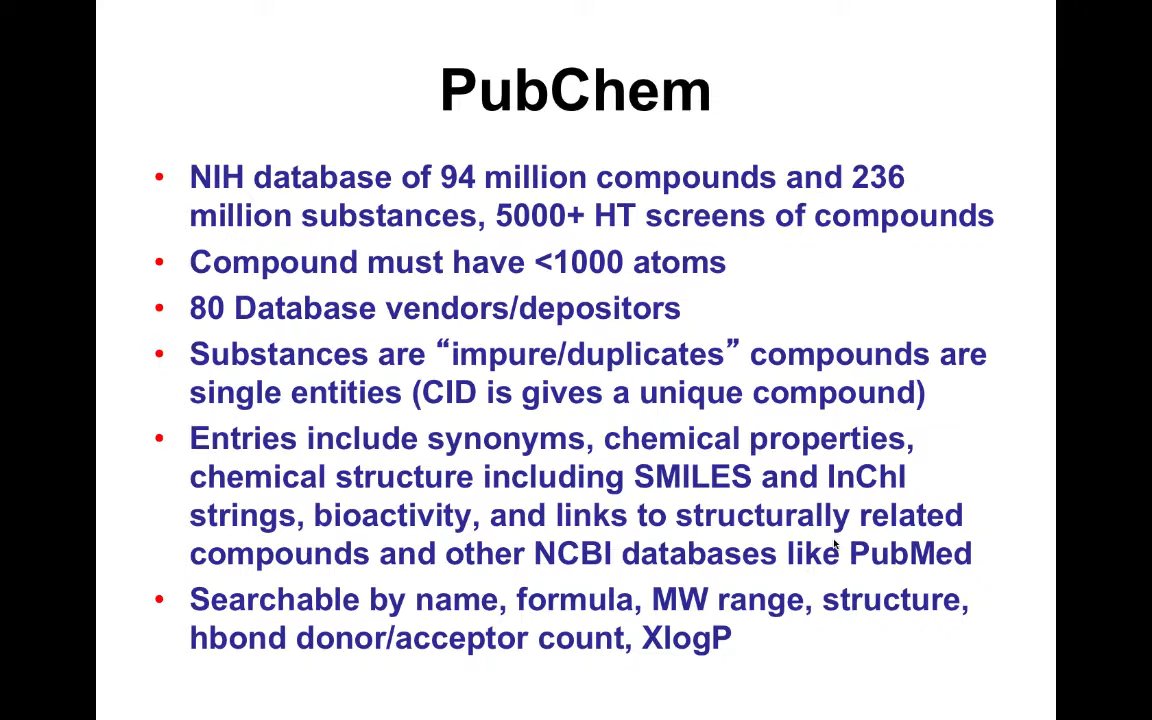 PubChem
• NIH database of 94 million compounds and 236
million substances, 5000+ HT screens of compounds
• Compound must have <1000 atoms
• 80 Database vendors/depositors
• Substances are “impure/duplicates” compounds are
single entities (CID is gives a unique compound)
• Entries include synonyms, chemical properties,
chemical structure including SMILES and InChI
strings, bioactivity, and links to structurally related
compounds and other NCBI databases like PubMed
• Searchable by name, formula, MW range, structure,
hbond donor/acceptor count, XlogP